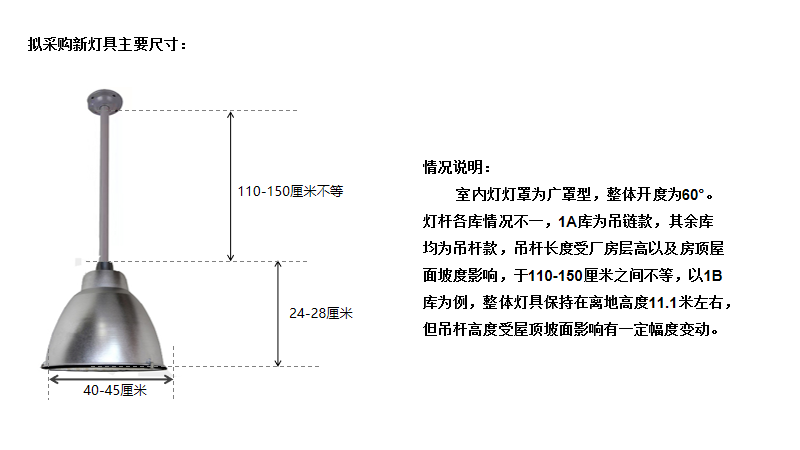 拟采购新灯具主要尺寸：
110-150厘米不等
24-28厘米
40-45厘米
情况说明：
室内灯灯罩为广罩型，整体开度为60°。
灯杆各库情况不一，1A库为吊链款，其余库
均为吊杆款，吊杆长度受厂房层高以及房顶屋
面坡度影响，于110-150厘米之间不等，以1B
库为例，整体灯具保持在离地高度11.1米左右，
但吊杆高度受屋顶坡面影响有一定幅度变动。